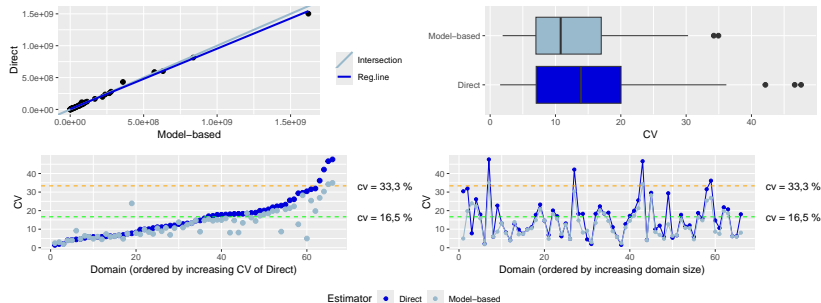 1.5e+09
1.0e+09
5.0e+08
0.0e+00
Direct
0.0e+00 5.0e+08 1.0e+09 1.5e+09
Model−based
Intersection
Reg.line
Model−based
Direct
0 10 20 30 40
CV
40
30
20
10
0
CV
0 20 40 60
Domain (ordered by increasing CV of Direct)
cv = 33,3 %
cv = 16,5 %
40
30
20
10
0
CV
0 20 40 60
Domain (ordered by increasing domain size)
cv = 33,3 %
cv = 16,5 %
Estimator Direct Model−based